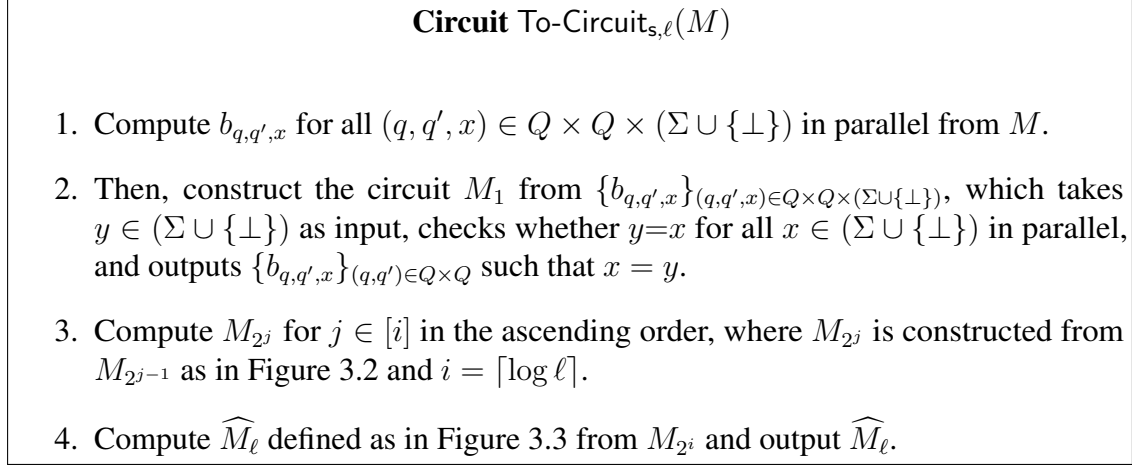 Circuit To-Circuit_{s,ℓ}(M)
1. Compute b_{q,q′,x} for all (q, q′, x) ∈ Q × Q × (Σ ∪ {⊥}) in parallel from M.
2. Then, construct the circuit M_1 from {b_{q,q′,x}}_{(q,q′,x)∈Q×Q×(Σ∪{⊥})}, which takes
y ∈ (Σ ∪ {⊥}) as input, checks whether y=x for all x ∈ (Σ ∪ {⊥}) in parallel,
and outputs {b_{q,q′,x}}_{(q,q′)∈Q×Q} such that x = y.
3. Compute M_{2^j} for j ∈ [i] in the ascending order, where M_{2^j} is constructed from
M_{2^{j−1}} as in Figure 3.2 and i = ⌈log ℓ⌉.
4. Compute \widehat{M}_ℓ defined as in Figure 3.3 from M_{2^i} and output \widehat{M}_ℓ.